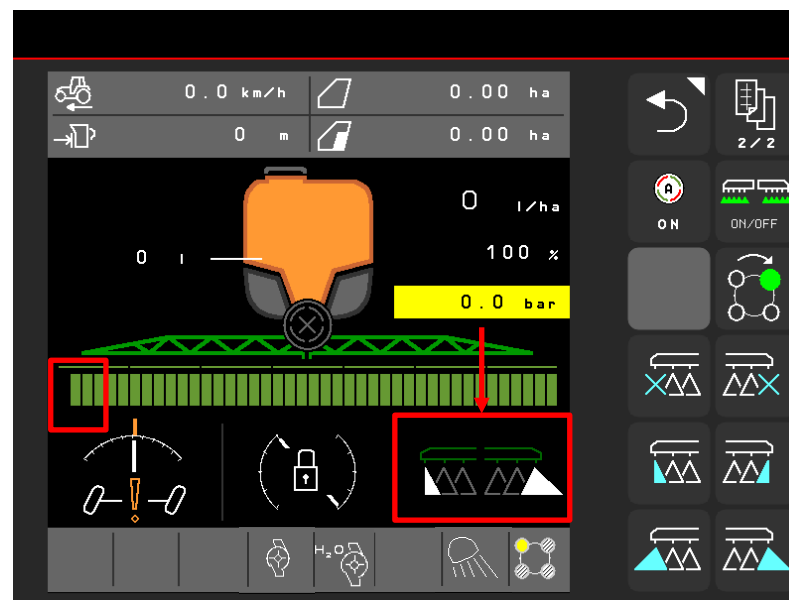 0.0 km/h 0.00 ha
0 m 0.00 ha
2/2
0 l/ha
ON ON/OFF
100 %
0 l
0.0 bar
H₂O
A